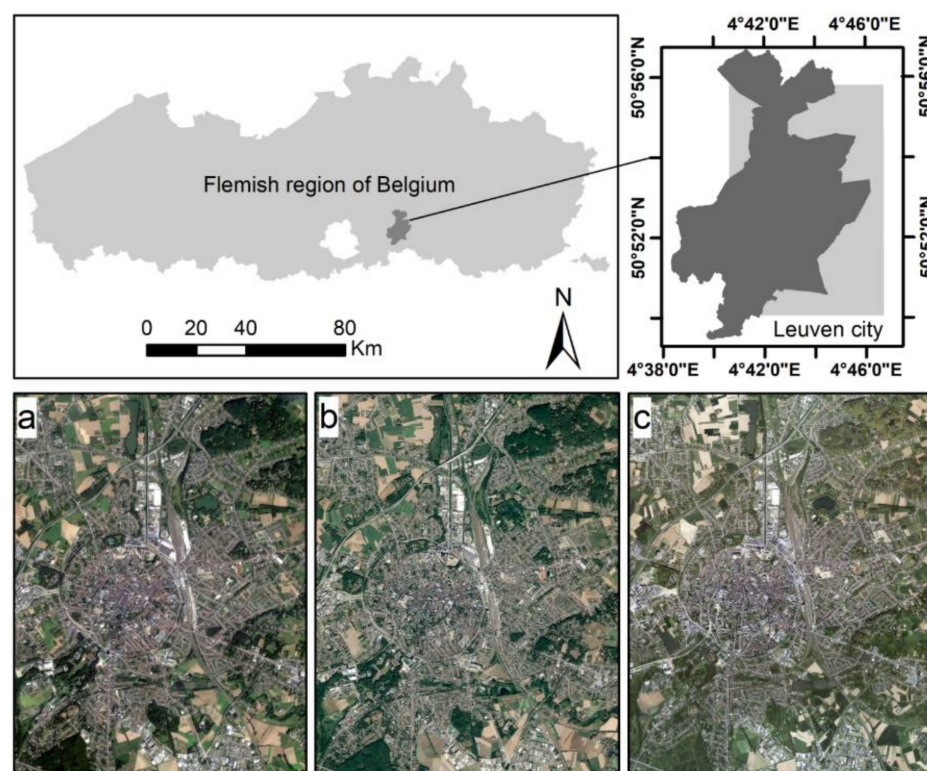 Flemish region of Belgium
N
0 20 40 80
Km
4°42'0"E 4°46'0"E
50°56'0"N 50°56'0"N
50°52'0"N 50°52'0"N
Leuven city
4°38'0"E 4°42'0"E 4°46'0"E
a
b
c